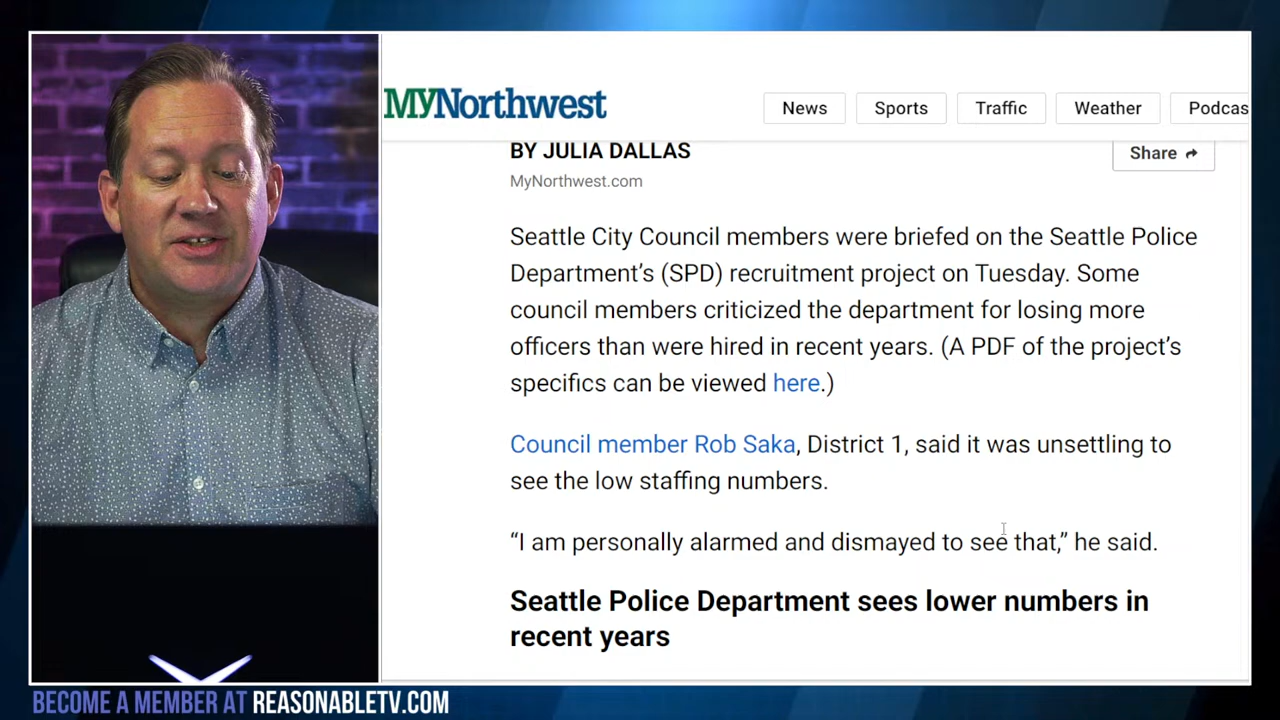 MYNorthwest
News
Sports
Traffic
Weather
Podcas
BY JULIA DALLAS
MyNorthwest.com
Share
Seattle City Council members were briefed on the Seattle Police
Department’s (SPD) recruitment project on Tuesday. Some
council members criticized the department for losing more
officers than were hired in recent years. (A PDF of the project’s
specifics can be viewed here.)
Council member Rob Saka, District 1, said it was unsettling to
see the low staffing numbers.
“I am personally alarmed and dismayed to see that,” he said.
Seattle Police Department sees lower numbers in
recent years
BECOME A MEMBER AT REASONABLETV.COM